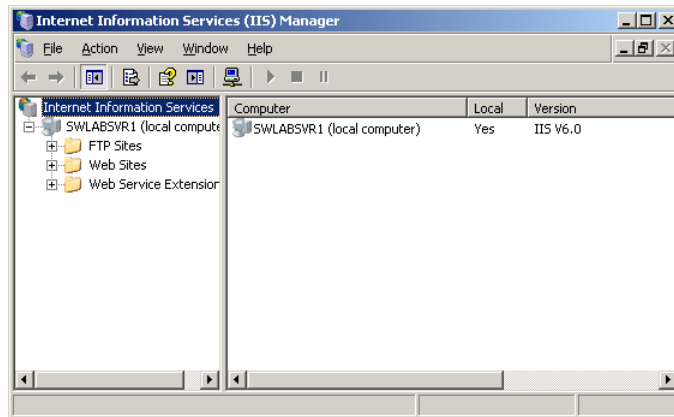 Internet Information Services (IIS) Manager
File Action View Window Help
Internet Information Services
SWLABSVR1 (local compute
FTP Sites
Web Sites
Web Service Extension
Computer Local Version
SWLABSVR1 (local computer) Yes IIS V6.0